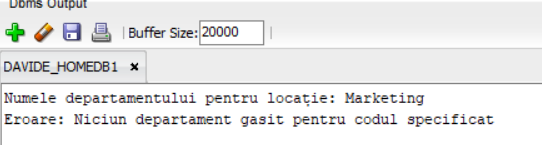 Dbms Output
Buffer Size: 20000
DAVIDE_HOMEDB1 ×
Numele departamentului pentru locație: Marketing
Eroare: Niciun departament gasit pentru codul specificat